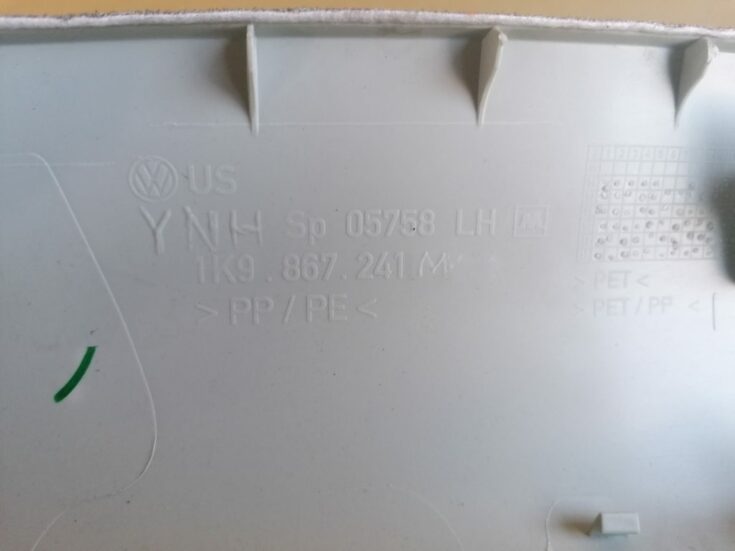 US
YNH Sp 05758 LH
1K9.867.241.
>PP/PE<
>PET<
>PET/PP<